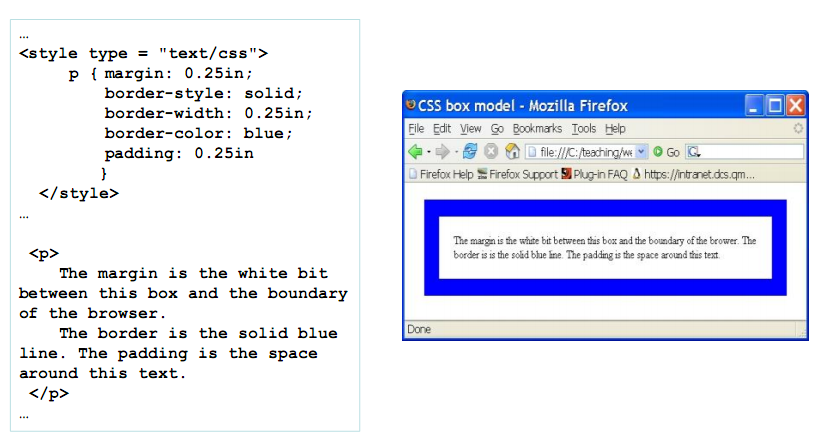 …
<style type = "text/css">
p { margin: 0.25in;
border-style: solid;
border-width: 0.25in;
border-color: blue;
padding: 0.25in
}
</style>
…
<p>
The margin is the white bit
between this box and the boundary
of the browser.
The border is the solid blue
line. The padding is the space
around this text.
</p>
…
CSS box model - Mozilla Firefox
File Edit View Go Bookmarks Tools Help
file:///C:/teaching/we Go
Firefox Help Firefox Support Plug-in FAQ https://intranet.dcs.qm...
The margin is the white bit between this box and the boundary of the brower. The
border is is the solid blue line. The padding is the space around this text.
Done